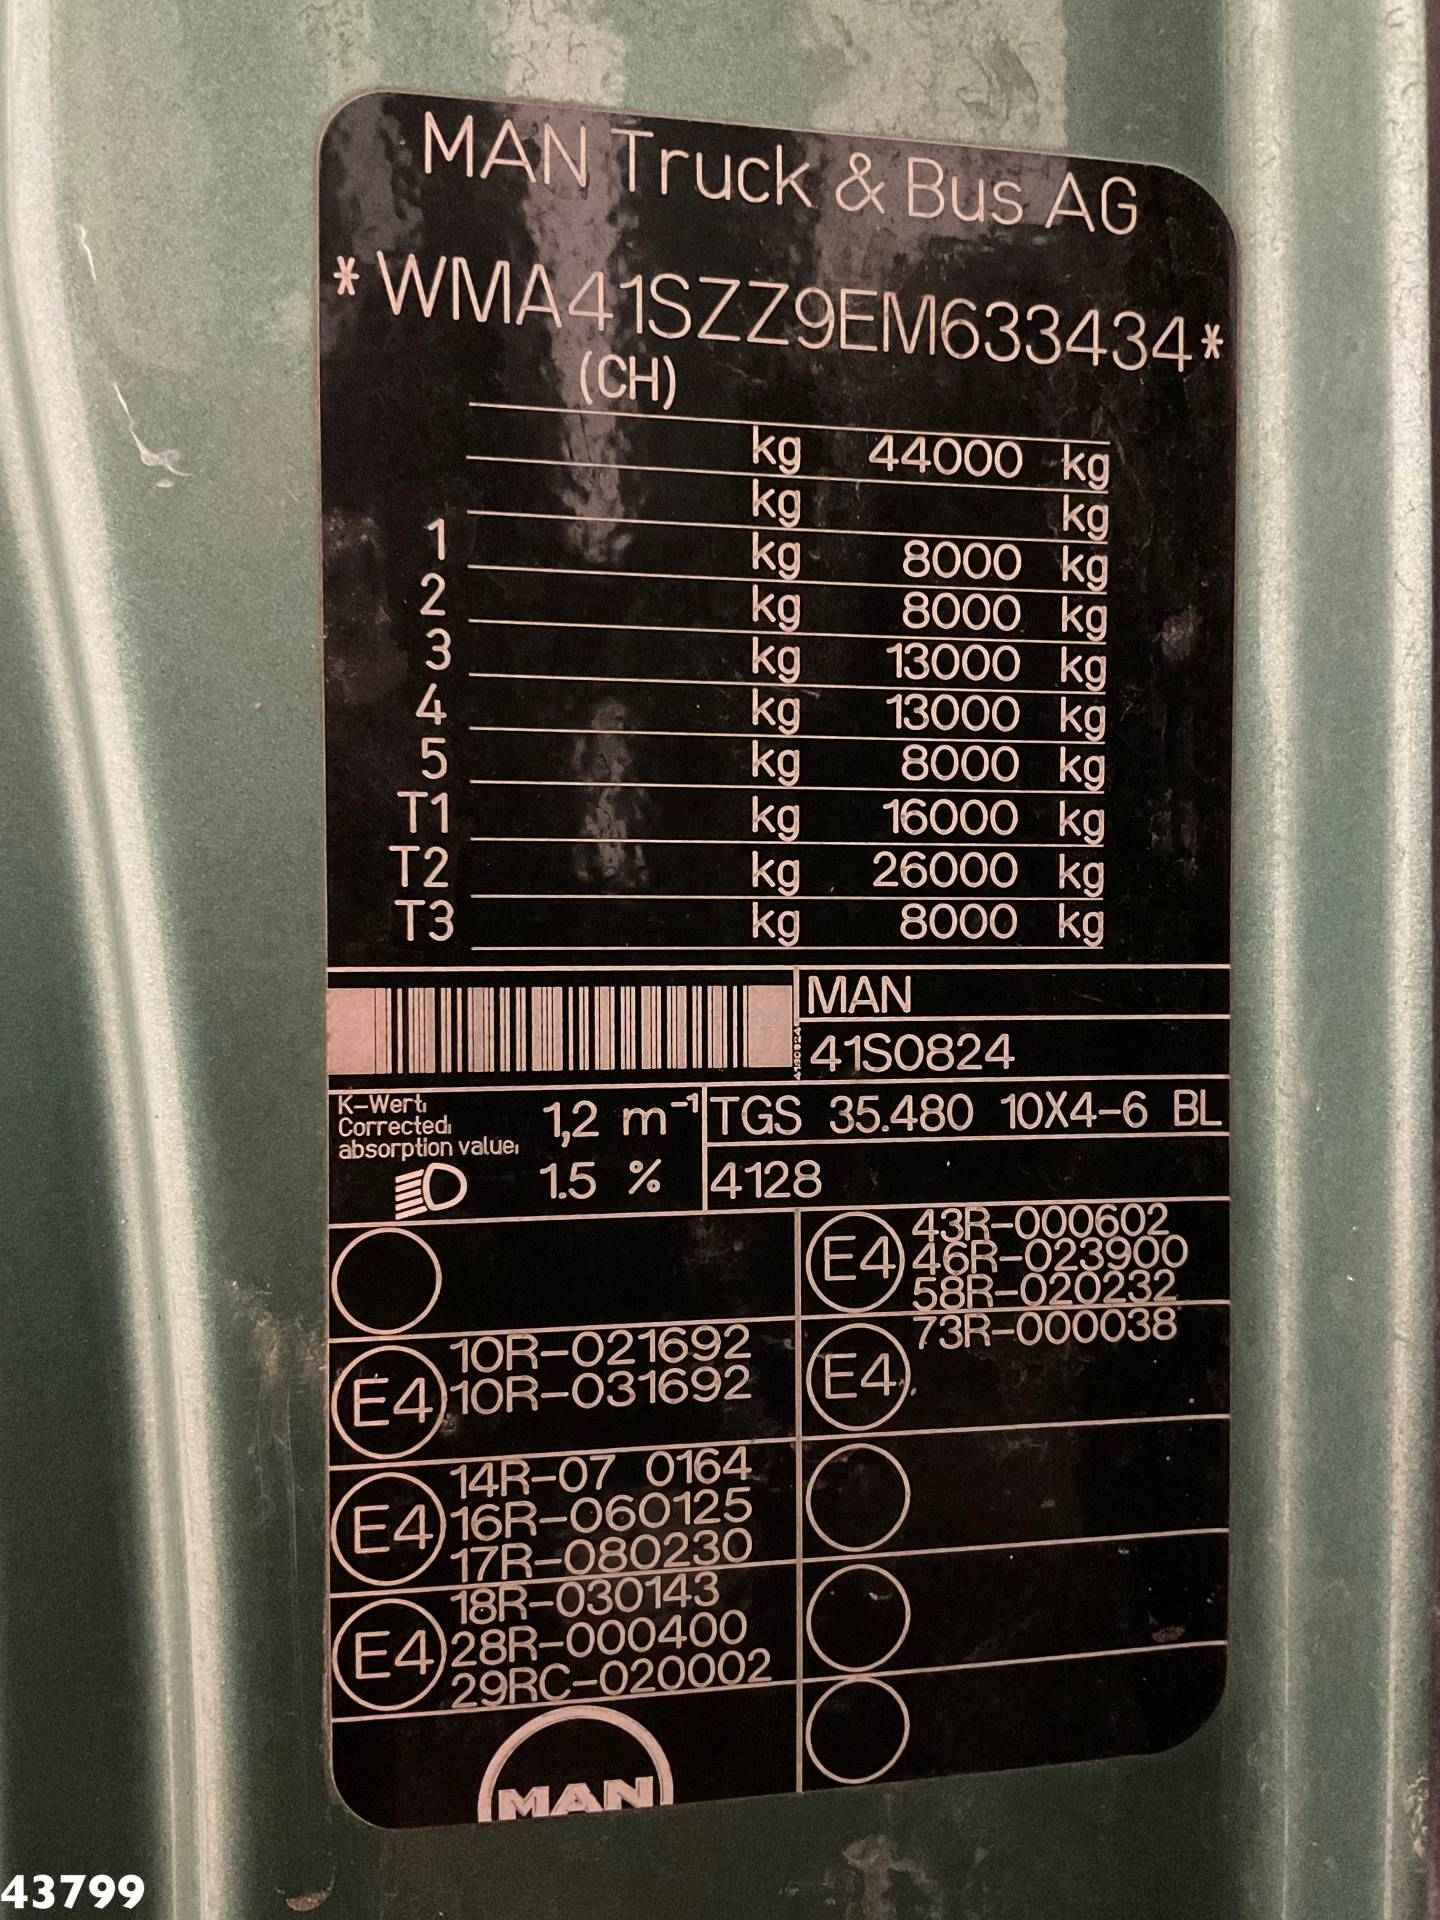 MAN Truck & Bus AG
*WMA41SZZ9EM633434*
(CH)
kg 44000 kg
kg kg
1 kg 8000 kg
2 kg 8000 kg
3 kg 13000 kg
4 kg 13000 kg
5 kg 8000 kg
T1 kg 16000 kg
T2 kg 26000 kg
T3 kg 8000 kg
MAN
41S0824
41S0824
K-Wert:
Corrected:
absorption value:
1,2 m⁻¹
1.5 %
TGS 35.480 10X4-6 BL
4128
E4
43R-000602
46R-023900
58R-020232
E4
73R-000038
E4
10R-021692
10R-031692
E4
14R-07 0164
16R-060125
17R-080230
E4
18R-030143
28R-000400
29RC-020002
MAN
43799